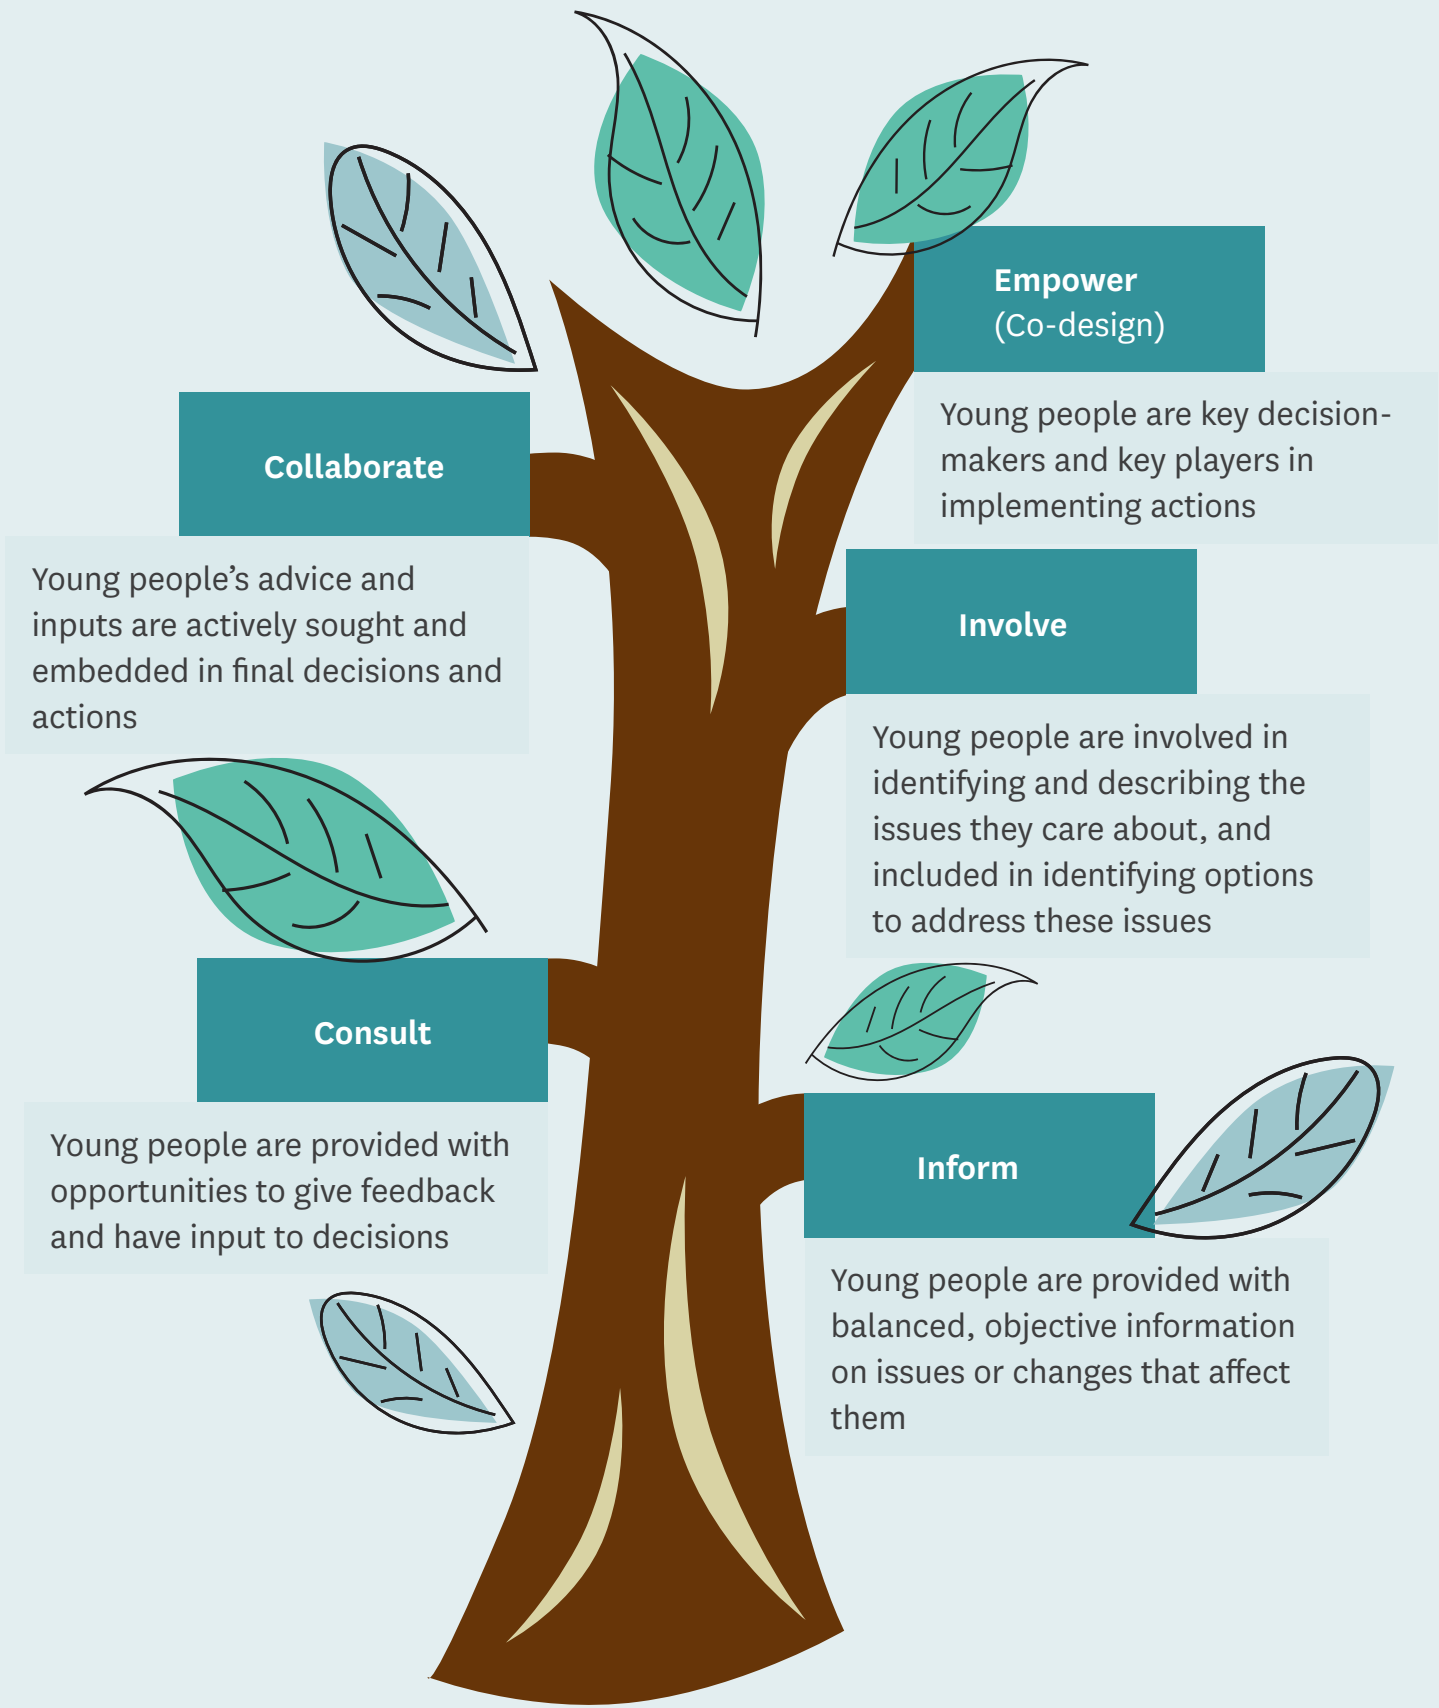 Empower
(Co-design)
Young people are key decision-
makers and key players in
implementing actions
Collaborate
Young people’s advice and
inputs are actively sought and
embedded in final decisions and
actions
Involve
Young people are involved in
identifying and describing the
issues they care about, and
included in identifying options
to address these issues
Consult
Young people are provided with
opportunities to give feedback
and have input to decisions
Inform
Young people are provided with
balanced, objective information
on issues or changes that affect
them